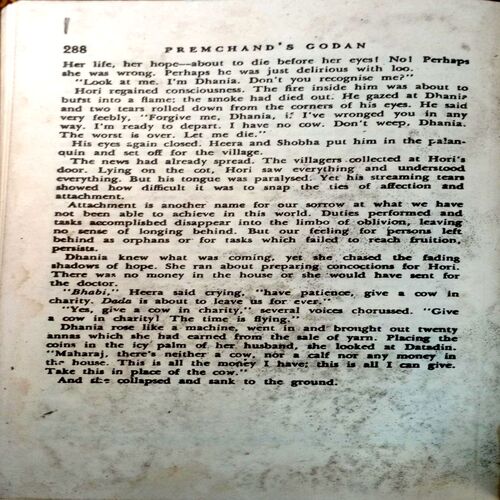 288 PREMCHAND'S GODAN
Her life, her hope—about to die before her eyes! No! Perhaps
she was wrong. Perhaps he was just delirious with loo.
"Look at me. I'm Dhania. Don't you recognise me?"
Hori regained consciousness. The fire inside him was about to
burst into a flame; the smoke had died out. He gazed at Dhania
and two tears rolled down from the corners of his eyes. He said
very feebly, "Forgive me, Dhania, if I've wronged you in any
way. I'm ready to depart. I have no cow. Don't weep, Dhania.
The worst is over. Let me die."
His eyes again closed. Heera and Shobha put him in the palan-
quin and set off for the village.
The news had already spread. The villagers collected at Hori's
door. Lying on the cot, Hori saw everything and understood
everything. But his tongue was paralysed. Yet his streaming tears
showed how difficult it was to snap the ties of affection and
attachment.
Attachment is another name for our sorrow at what we have
not been able to achieve in this world. Duties performed and
tasks accomplished disappear into the limbo of oblivion, leaving
no sense of longing behind. But our feeling for persons left
behind as orphans or for tasks which failed to reach fruition,
persists.
Dhania knew what was coming, yet she chased the fading
shadows of hope. She ran about preparing concoctions for Hori.
There was no money in the house or she would have sent for
the doctor.
"Bhabi," Heera said crying, "have patience, give a cow in
charity. Dada is about to leave us for ever."
"Yes, give a cow in charity," several voices chorussed. "Give
a cow in charity! The time is flying."
Dhania rose like a machine, went in and brought out twenty
annas which she had earned from the sale of yarn. Placing the
coins in the icy palm of her husband, she looked at Datadin.
"Maharaj, there's neither a cow, nor a calf nor any money in
the house. This is all the money I have; this is all I can give.
Take this in place of the cow."
And she collapsed and sank to the ground.